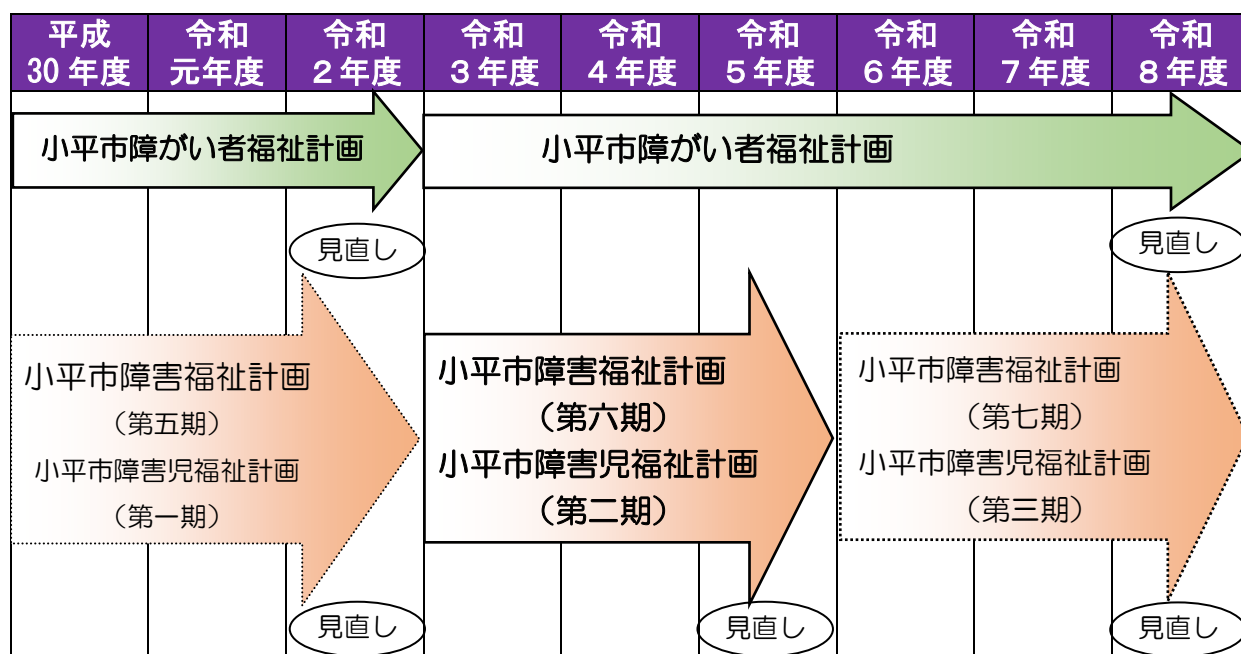 平成
30年度
令和
元年度
令和
２年度
令和
３年度
令和
４年度
令和
５年度
令和
６年度
令和
７年度
令和
８年度
小平市障がい者福祉計画
小平市障がい者福祉計画
見直し
見直し
小平市障害福祉計画
（第五期）
小平市障害児福祉計画
（第一期）
小平市障害福祉計画
（第六期）
小平市障害児福祉計画
（第二期）
小平市障害福祉計画
（第七期）
小平市障害児福祉計画
（第三期）
見直し
見直し
見直し